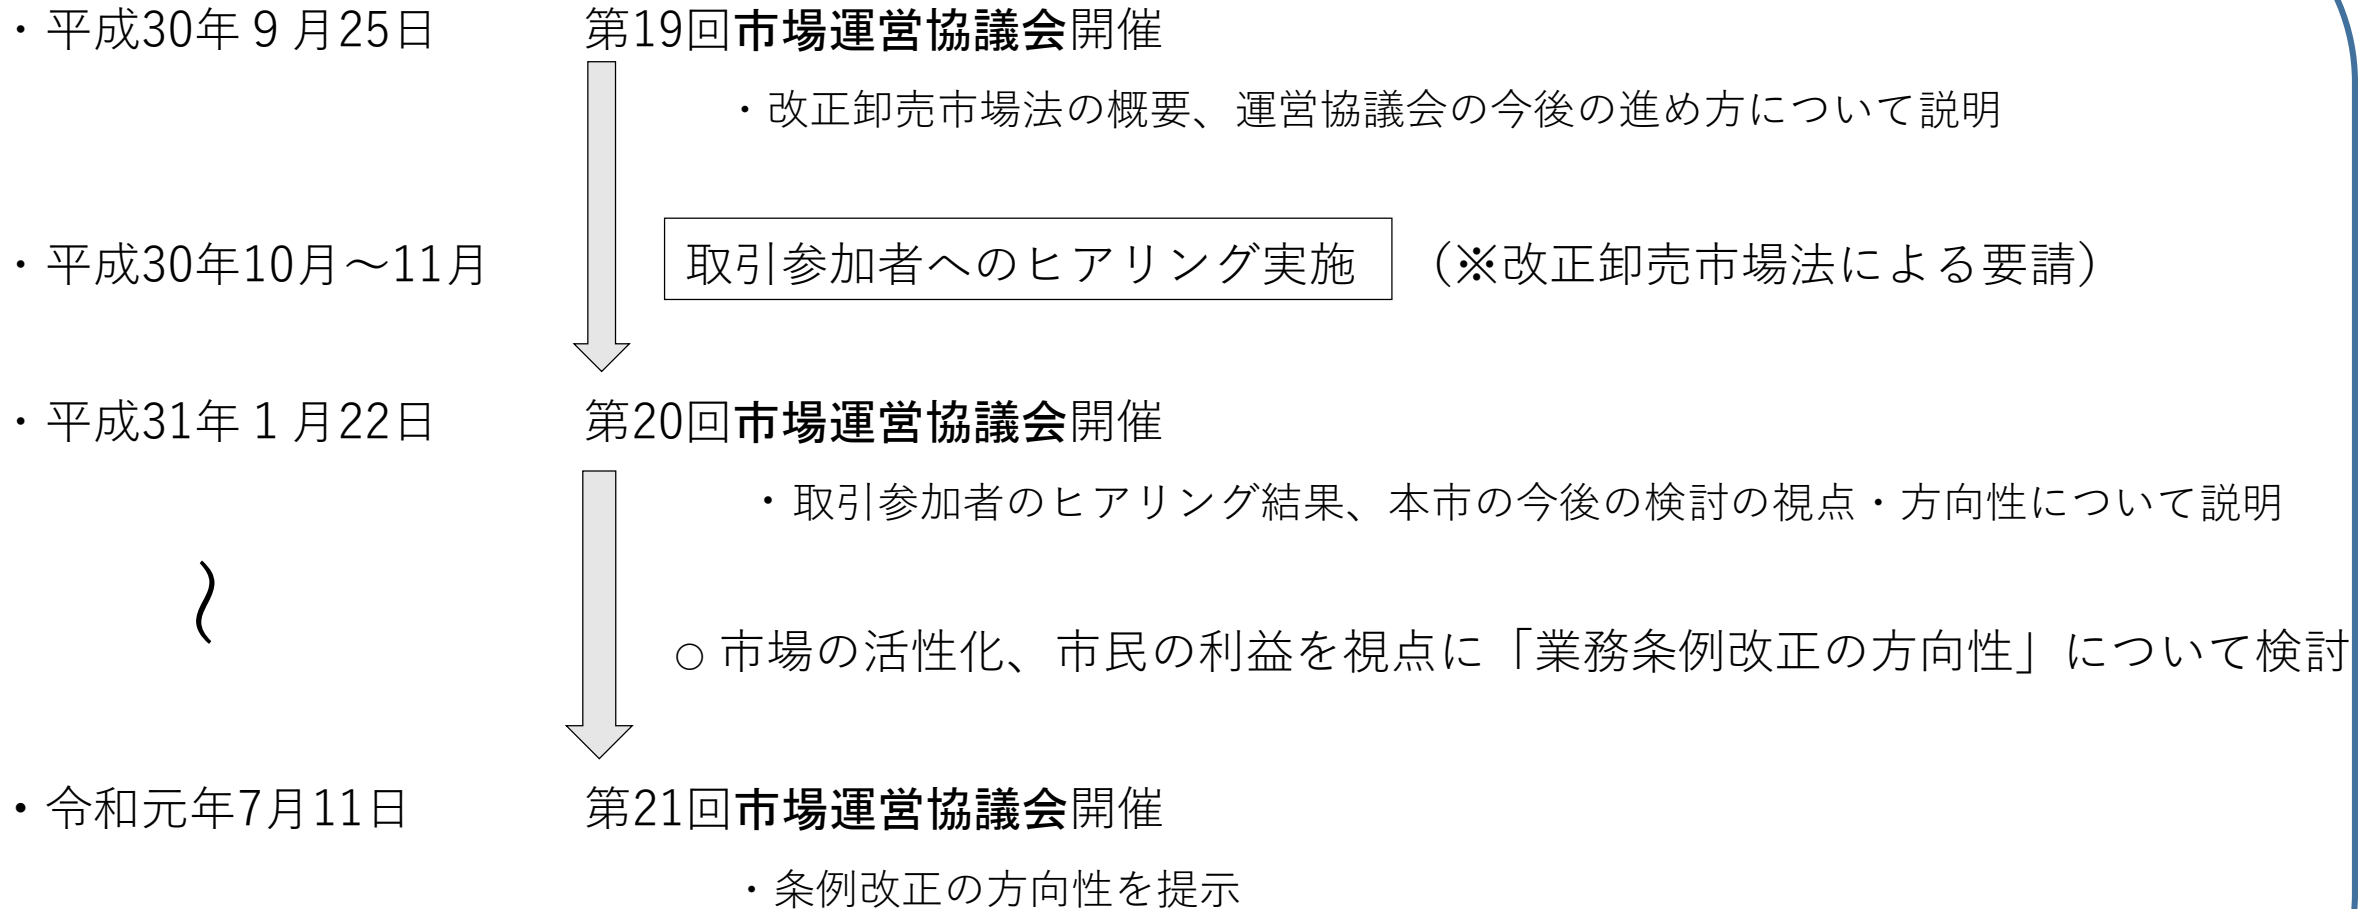 ・平成30年９月25日　第19回市場運営協議会開催
・改正卸売市場法の概要、運営協議会の今後の進め方について説明
・平成30年10月～11月　取引参加者へのヒアリング実施　（※改正卸売市場法による要請）
・平成31年１月22日　第20回市場運営協議会開催
・取引参加者のヒアリング結果、本市の今後の検討の視点・方向性について説明
～
○市場の活性化、市民の利益を視点に「業務条例改正の方向性」について検討
・令和元年7月11日　第21回市場運営協議会開催
・条例改正の方向性を提示